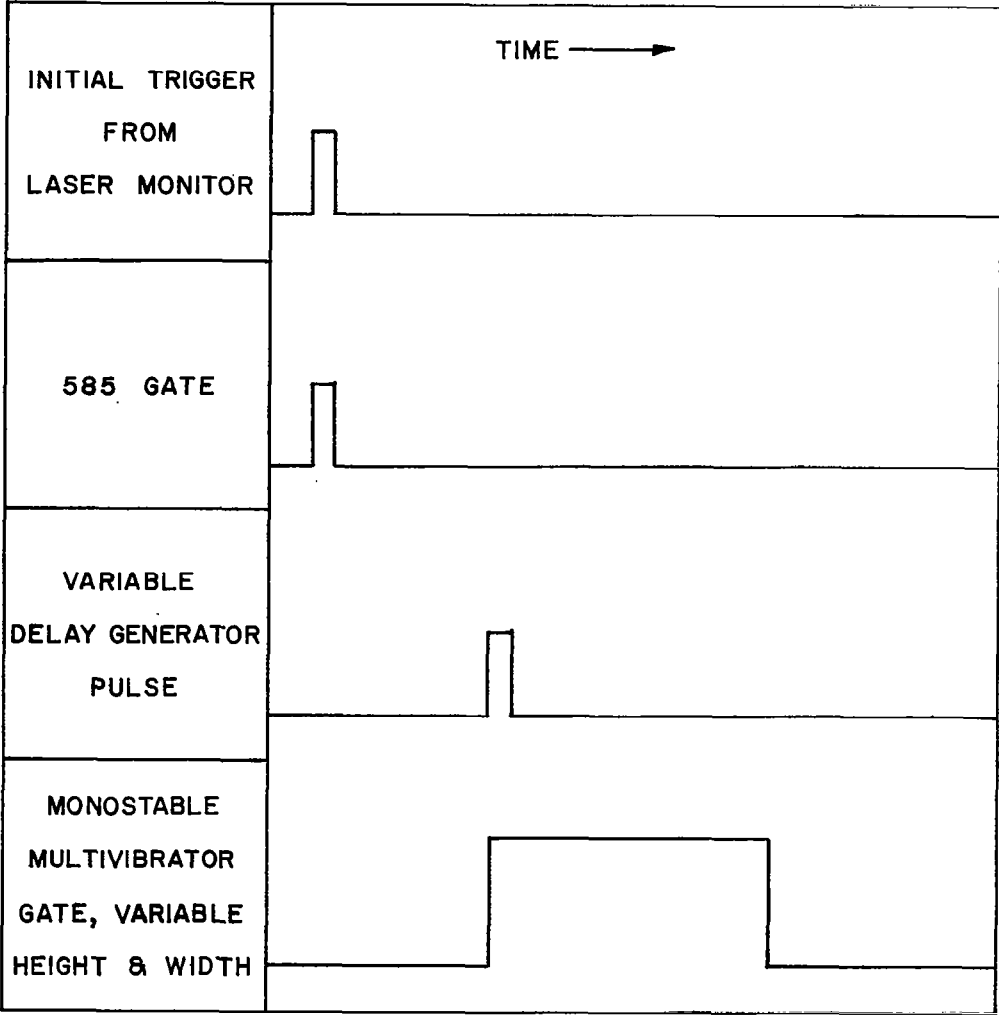 TIME
INITIAL TRIGGER
FROM
LASER MONITOR
585 GATE
VARIABLE
DELAY GENERATOR
PULSE
MONOSTABLE
MULTIVIBRATOR
GATE, VARIABLE
HEIGHT & WIDTH